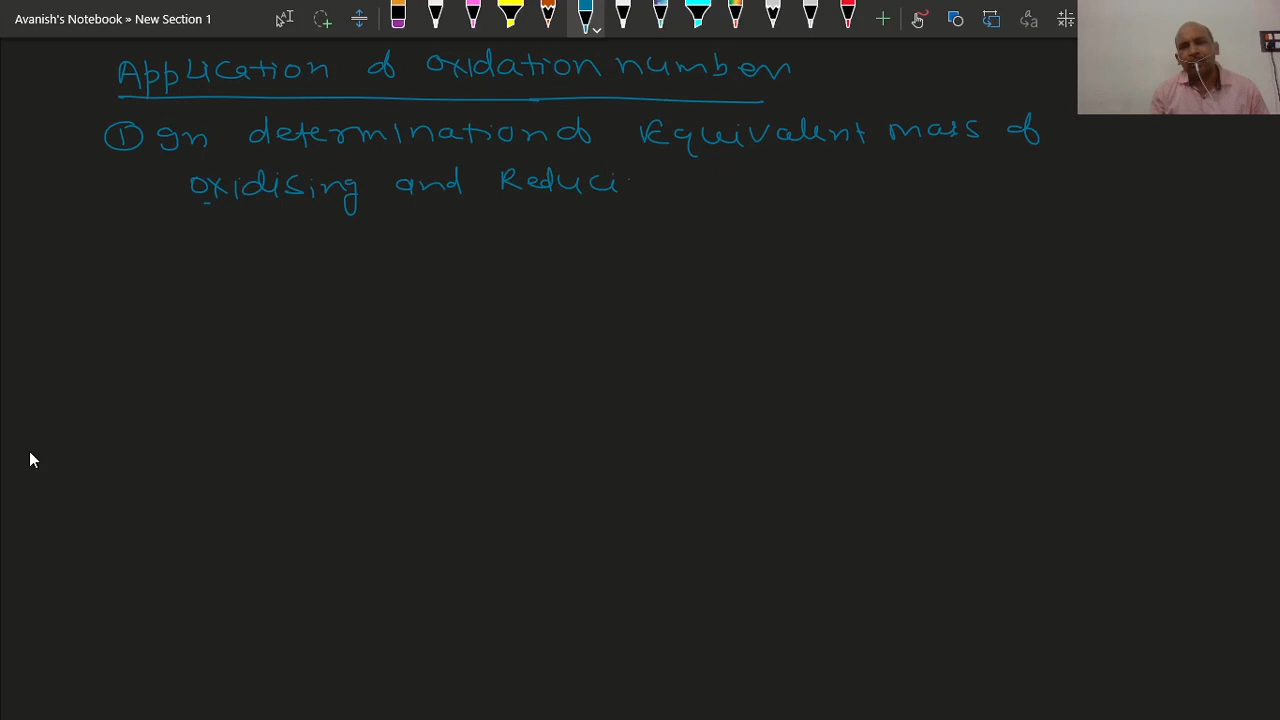 Avanish's Notebook » New Section 1
Application of oxidation number
① In determination of Equivalent mass of
oxidising and Reduci